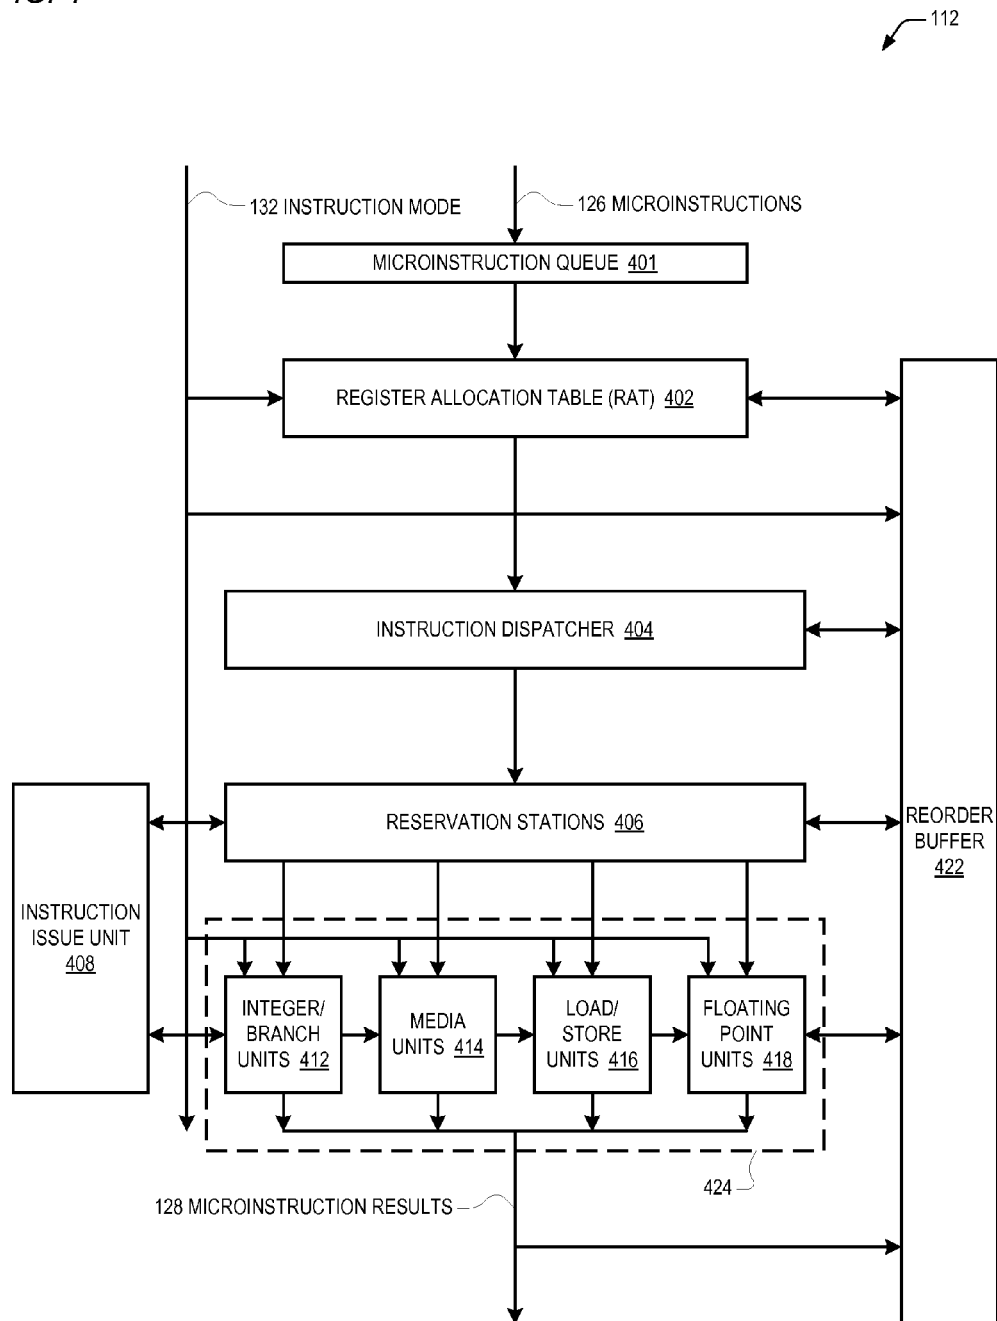 112
132 INSTRUCTION MODE
126 MICROINSTRUCTIONS
MICROINSTRUCTION QUEUE 401
REGISTER ALLOCATION TABLE (RAT) 402
INSTRUCTION DISPATCHER 404
RESERVATION STATIONS 406
REORDER
BUFFER
422
INSTRUCTION
ISSUE UNIT
408
INTEGER/
BRANCH
UNITS 412
MEDIA
UNITS 414
LOAD/
STORE
UNITS 416
FLOATING
POINT
UNITS 418
424
128 MICROINSTRUCTION RESULTS